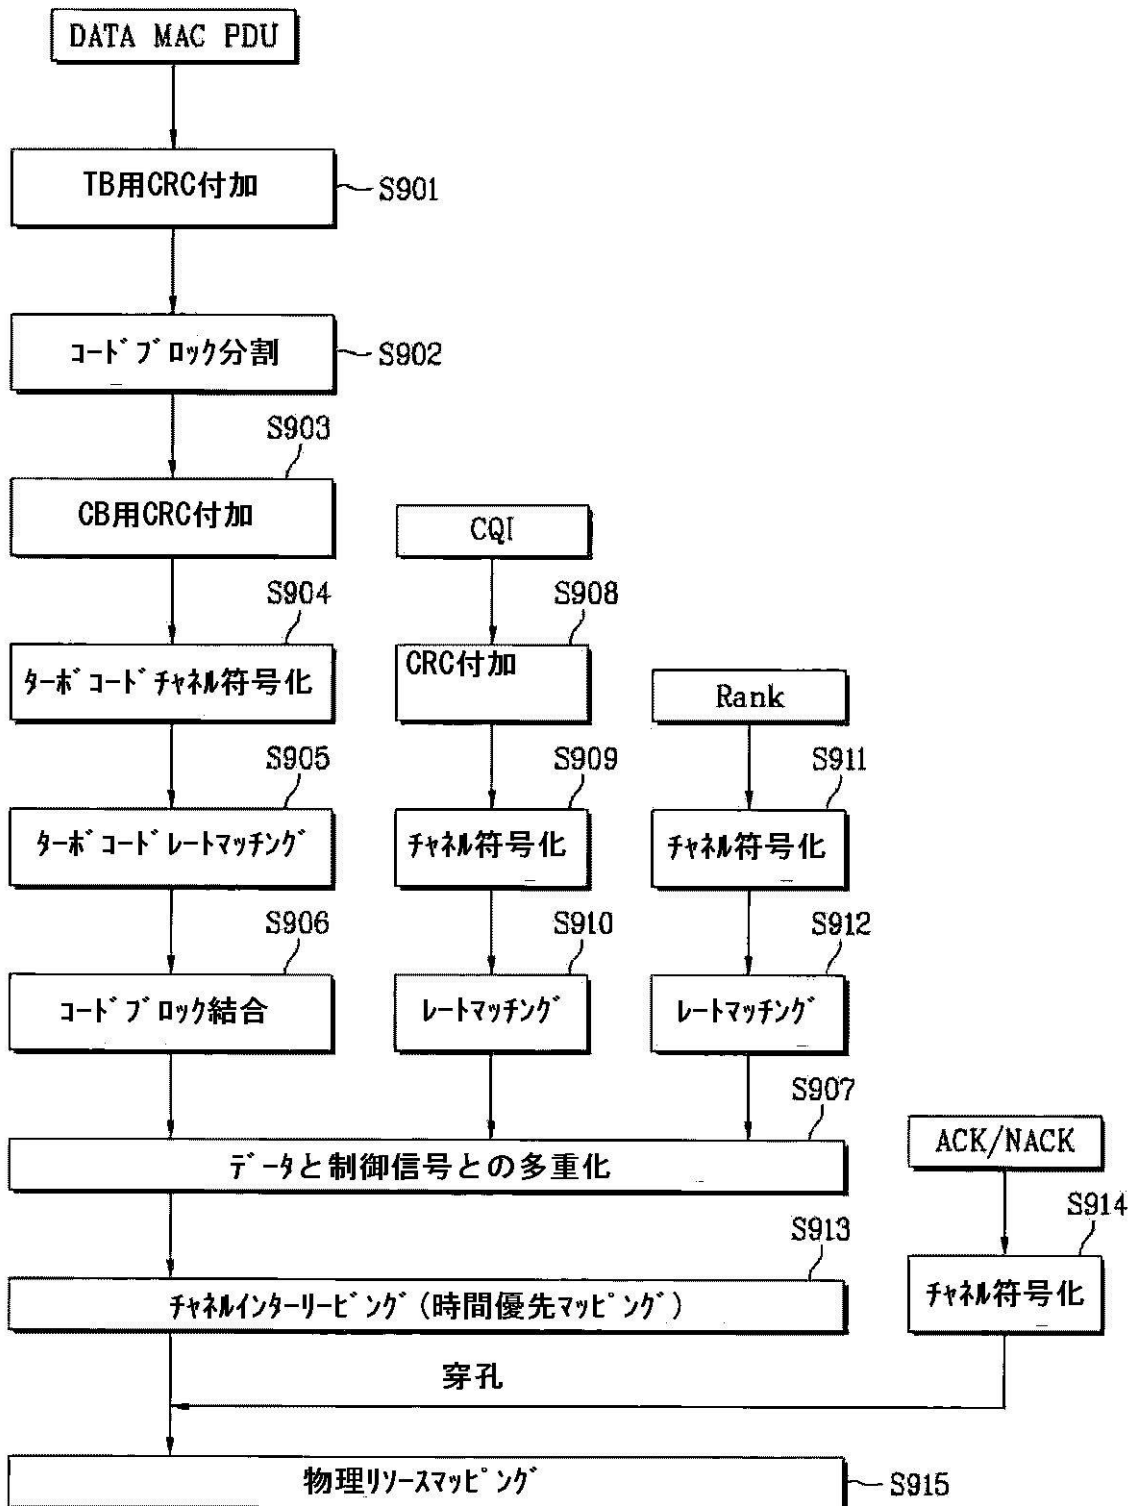 DATA MAC PDU
TB用CRC付加
S901
コードブロック分割
S902
S903
CB用CRC付加
CQI
S904
S908
ターボコードチャネル符号化
CRC付加
Rank
S905
S909
S911
ターボコードレートマッチング
チャネル符号化
チャネル符号化
S906
S910
S912
コードブロック結合
レートマッチング
レートマッチング
S907
データと制御信号との多重化
ACK/NACK
S913
S914
チャネルインターリービング(時間優先マッピング)
チャネル符号化
穿孔
物理リソースマッピング
S915